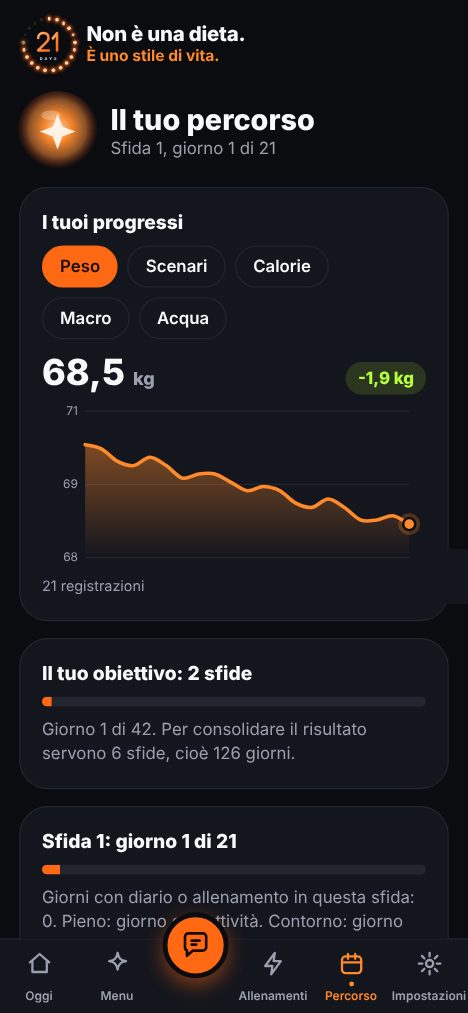 21
DAYS
Non è una dieta.
È uno stile di vita.
Il tuo percorso
Sfida 1, giorno 1 di 21
I tuoi progressi
Peso Scenari Calorie
Macro Acqua
68,5 kg -1,9 kg
71
69
68
21 registrazioni
Il tuo obiettivo: 2 sfide
Giorno 1 di 42. Per consolidare il risultato
servono 6 sfide, cioè 126 giorni.
Sfida 1: giorno 1 di 21
Giorni con diario o allenamento in questa sfida:
0. Pieno: giorno ttività. Contorno: giorno
Oggi Menu Allenamenti Percorso Impostazioni